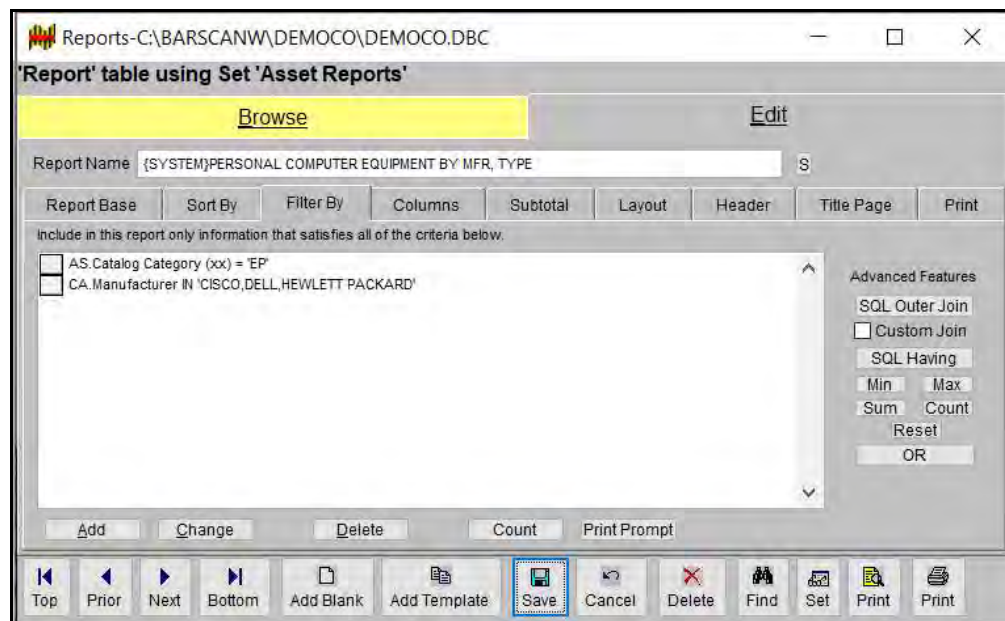 Reports-C:\BARSCANW\DEMOCO\DEMOCO.DBC
'Report' table using Set 'Asset Reports'
Browse Edit
Report Name {SYSTEM}PERSONAL COMPUTER EQUIPMENT BY MFR, TYPE S
Report Base Sort By Filter By Columns Subtotal Layout Header Title Page Print
Include in this report only information that satisfies all of the criteria below.
AS.Catalog Category (xx) = 'EP'
CA.Manufacturer IN 'CISCO,DELL,HEWLETT PACKARD'
Advanced Features
SQL Outer Join
Custom Join
SQL Having
Min Max
Sum Count
Reset
OR
Add Change Delete Count Print Prompt
Top Prior Next Bottom Add Blank Add Template Save Cancel Delete Find Set Print Print